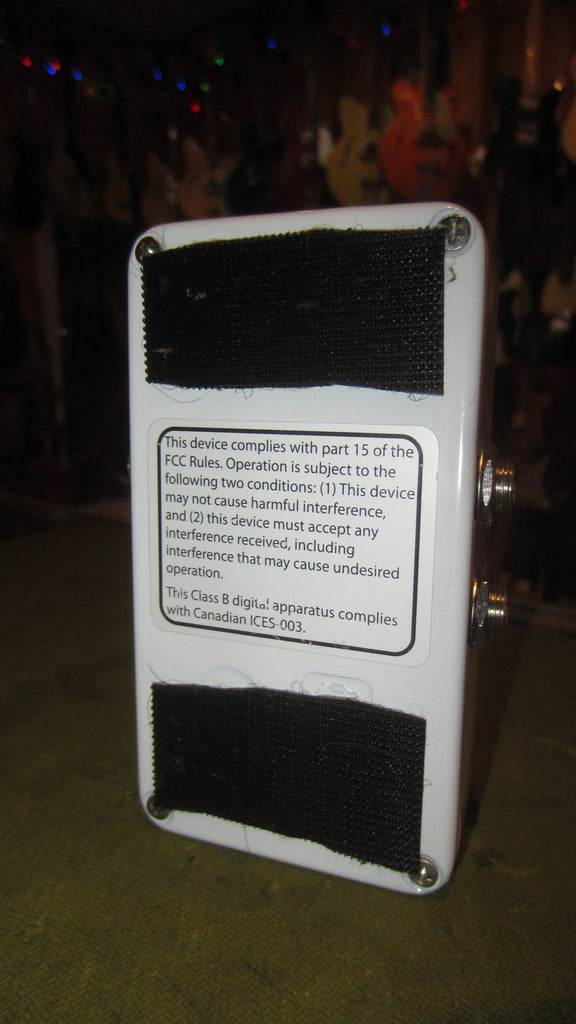 This device complies with part 15 of the
FCC Rules. Operation is subject to the
following two conditions: (1) This device
may not cause harmful interference,
and (2) this device must accept any
interference received, including
interference that may cause undesired
operation.
This Class B digital apparatus complies
with Canadian ICES-003.